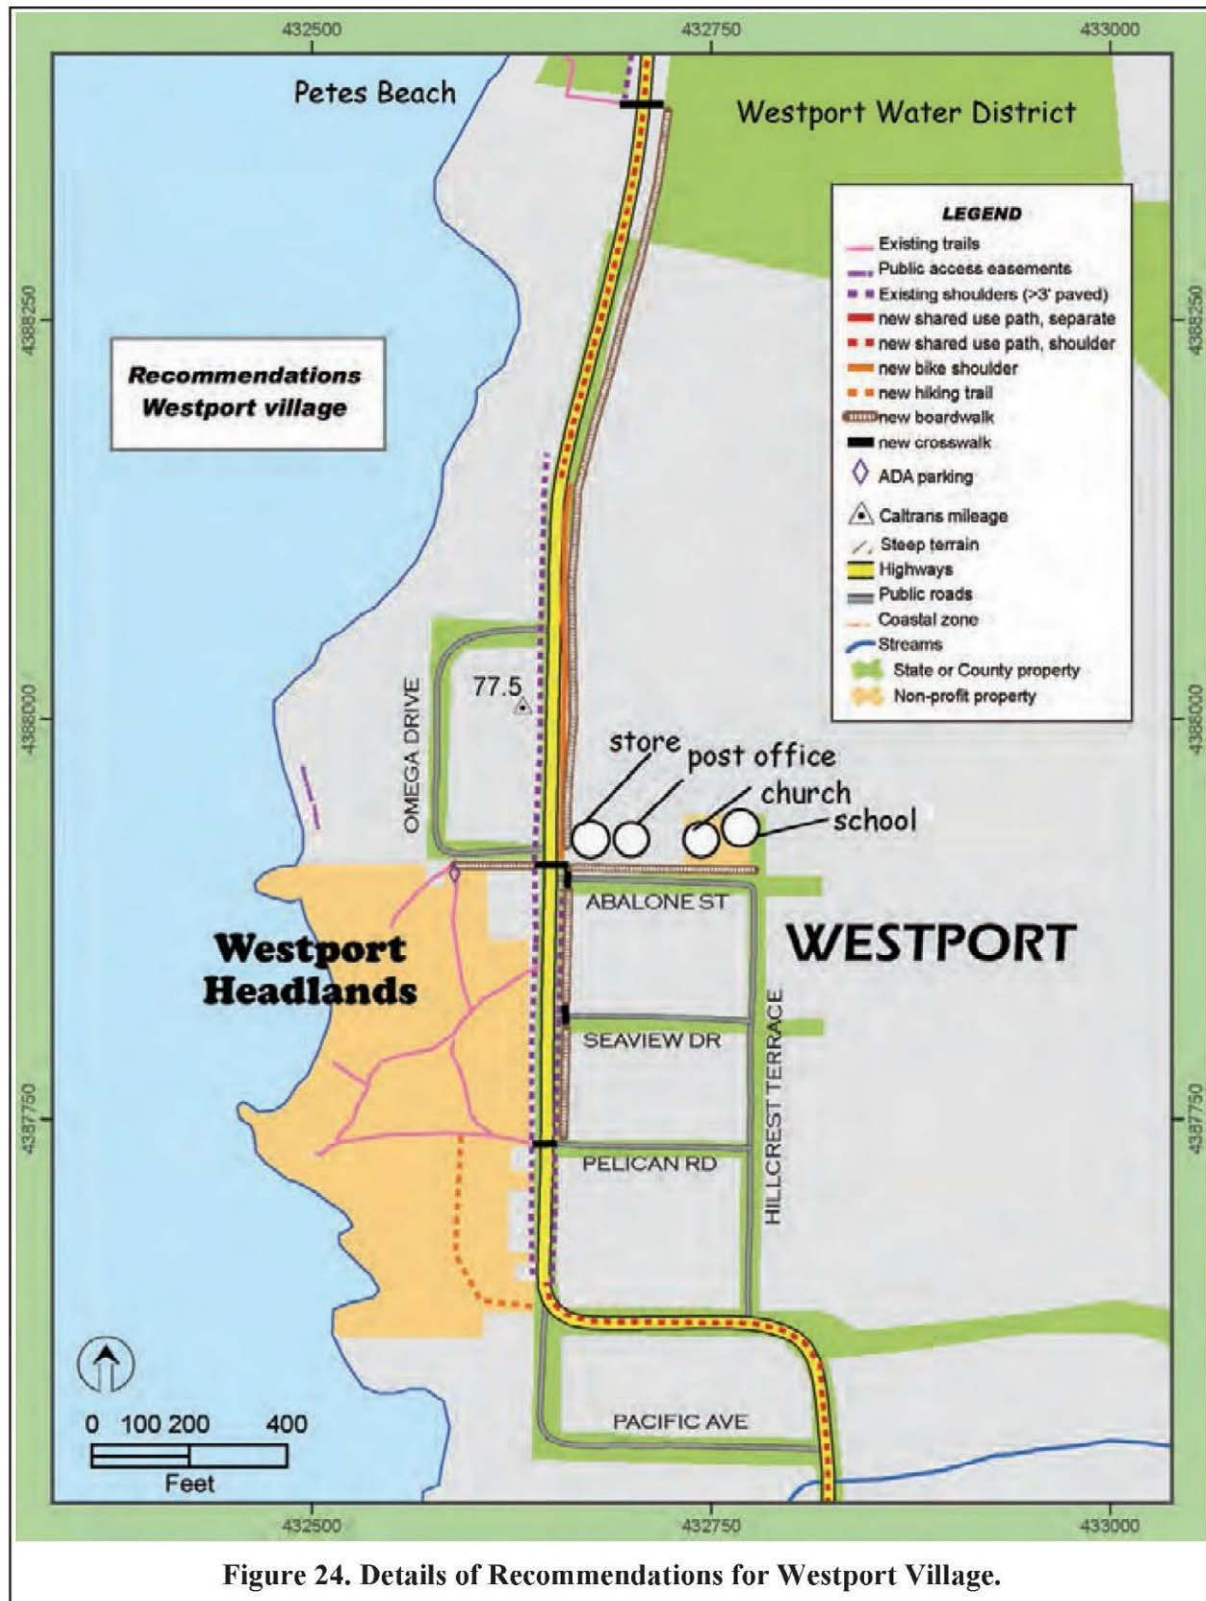 432500
432750
433000
Petes Beach
Westport Water District
LEGEND
Existing trails
Public access easements
Existing shoulders (>3' paved)
new shared use path, separate
new shared use path, shoulder
new bike shoulder
new hiking trail
new boardwalk
new crosswalk
ADA parking
Caltrans mileage
Steep terrain
Highways
Public roads
Coastal zone
Streams
State or County property
Non-profit property
4388250
4388250
Recommendations
Westport village
77.5
OMEGA DRIVE
4388000
4388000
store
post office
church
school
ABALONE ST
Westport
Headlands
WESTPORT
SEAVIEW DR
HILLCREST TERRACE
4387750
4387750
PELICAN RD
PACIFIC AVE
0 100 200 400
Feet
432500
432750
433000
Figure 24. Details of Recommendations for Westport Village.